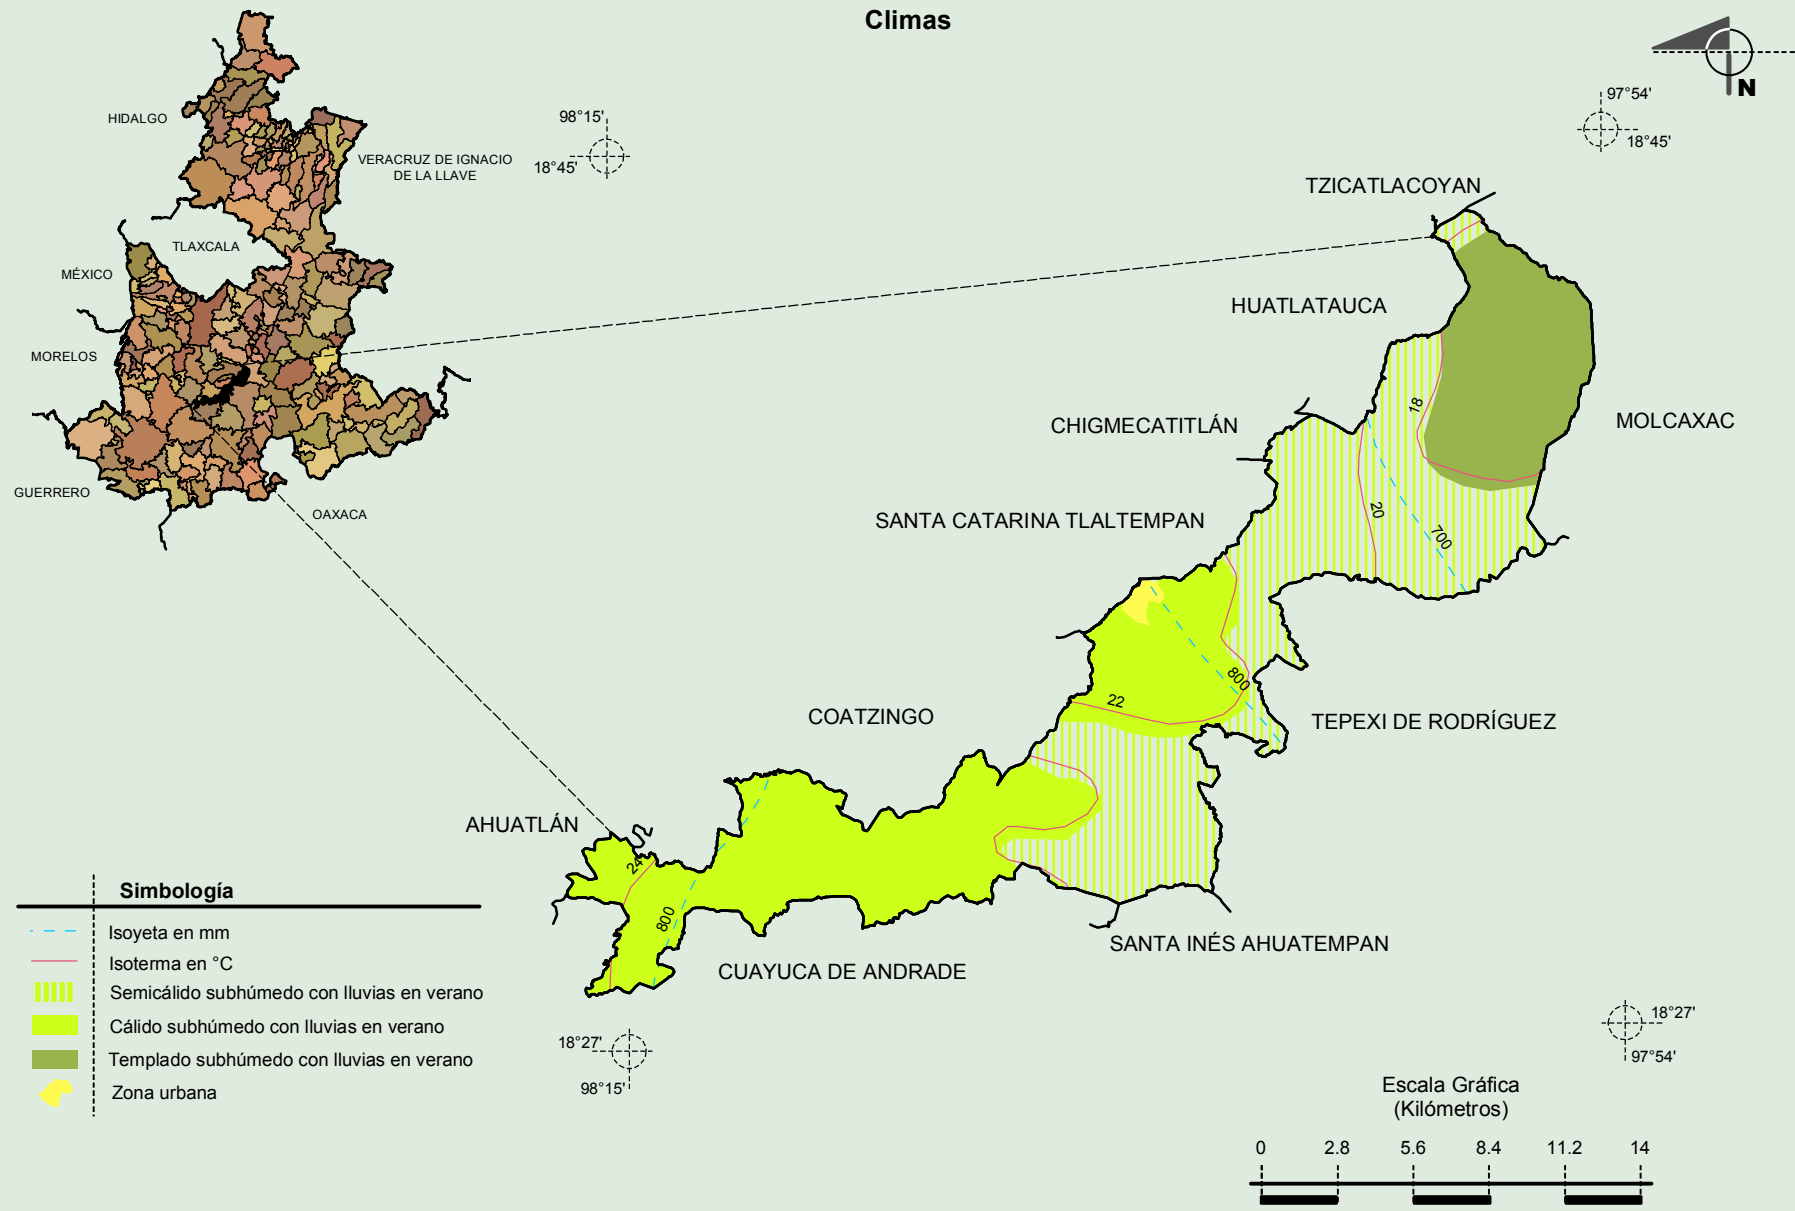 Climas
N
HIDALGO
VERACRUZ DE IGNACIO
DE LA LLAVE
TLAXCALA
MÉXICO
MORELOS
GUERRERO
OAXACA
98°15'
18°45'
97°54'
18°45'
TZICATLACOYAN
HUATLATAUCA
MOLCAXAC
CHIGMECATITLÁN
SANTA CATARINA TLALTEMPAN
COATZINGO
TEPEXI DE RODRÍGUEZ
AHUATLÁN
SANTA INÉS AHUATEMPAN
CUAYUCA DE ANDRADE
18
20
700
800
22
24
800
Simbología
Isoyeta en mm
Isoterma en °C
Semicálido subhúmedo con lluvias en verano
Cálido subhúmedo con lluvias en verano
Templado subhúmedo con lluvias en verano
Zona urbana
18°27'
98°15'
18°27'
97°54'
Escala Gráfica
(Kilómetros)
0 2.8 5.6 8.4 11.2 14